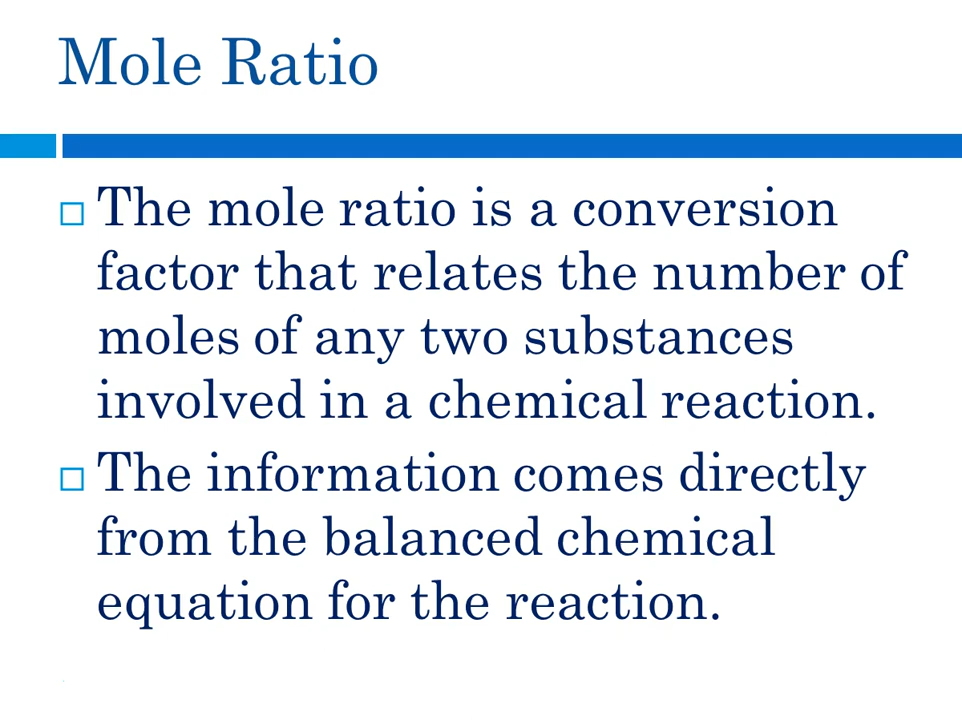 Mole Ratio
The mole ratio is a conversion
factor that relates the number of
moles of any two substances
involved in a chemical reaction.
The information comes directly
from the balanced chemical
equation for the reaction.